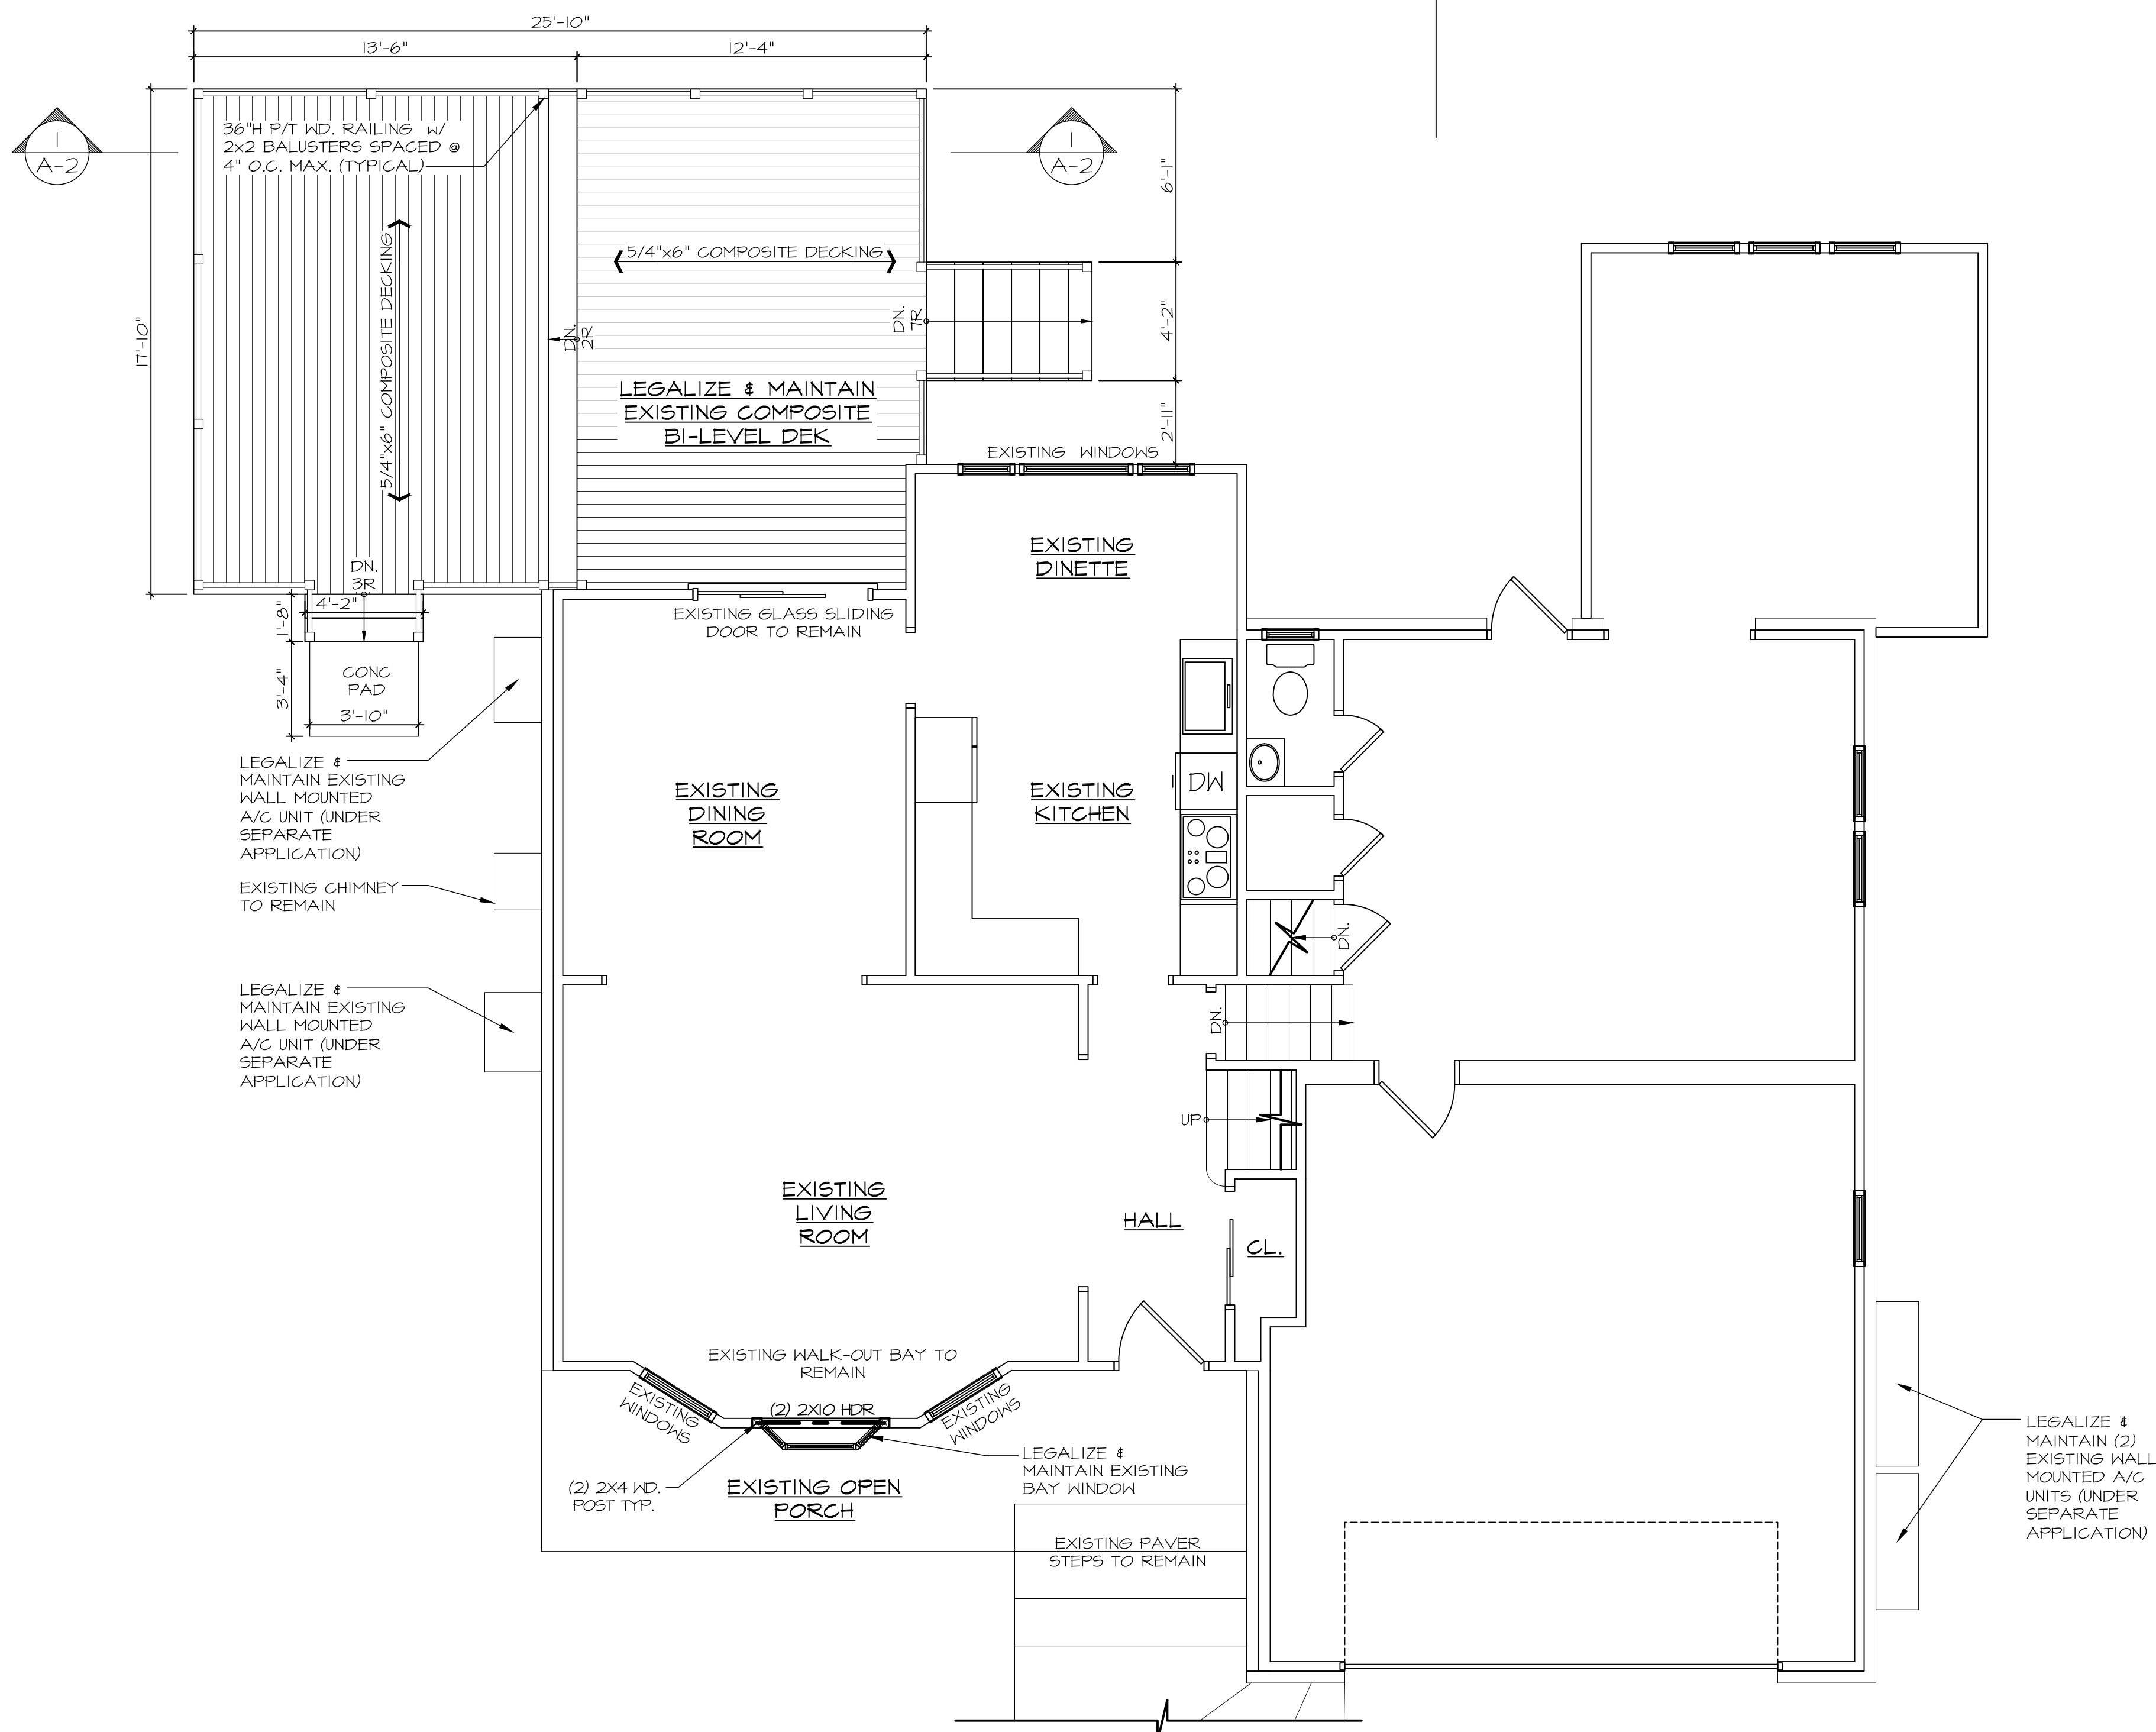 25'-10"
13'-6"
12'-4"
1
A-2
36"H P/T WD. RAILING W/
2x2 BALUSTERS SPACED @
4" O.C. MAX. (TYPICAL)
1
A-2
17'-10"
6'-1"
4'-2"
2'-11"
5/4"x6" COMPOSITE DECKING
5/4"x6" COMPOSITE DECKING
DN.
2R
DN.
7R
LEGALIZE & MAINTAIN
EXISTING COMPOSITE
BI-LEVEL DEK
EXISTING WINDOWS
EXISTING
DINETTE
DN.
3R
4'-2"
1'-8"
3'-4"
CONC
PAD
3'-10"
EXISTING GLASS SLIDING
DOOR TO REMAIN
LEGALIZE &
MAINTAIN EXISTING
WALL MOUNTED
A/C UNIT (UNDER
SEPARATE
APPLICATION)
EXISTING
DINING
ROOM
EXISTING
KITCHEN
DW
EXISTING CHIMNEY
TO REMAIN
DN.
LEGALIZE &
MAINTAIN EXISTING
WALL MOUNTED
A/C UNIT (UNDER
SEPARATE
APPLICATION)
DN.
UP
EXISTING
LIVING
ROOM
HALL
CL.
EXISTING WALK-OUT BAY TO
REMAIN
EXISTING
WINDOWS
(2) 2X10 HDR
EXISTING
WINDOWS
(2) 2X4 WD.
POST TYP.
EXISTING OPEN
PORCH
LEGALIZE &
MAINTAIN EXISTING
BAY WINDOW
EXISTING PAVER
STEPS TO REMAIN
LEGALIZE &
MAINTAIN (2)
EXISTING WALL
MOUNTED A/C
UNITS (UNDER
SEPARATE
APPLICATION)